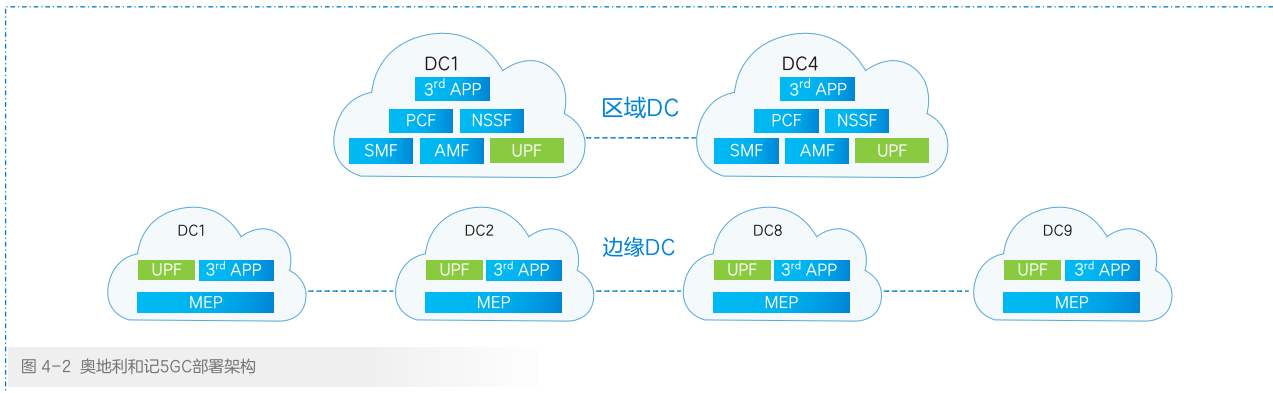 DC1
3rd APP
PCF NSSF
SMF AMF UPF
区域DC
DC4
3rd APP
PCF NSSF
SMF AMF UPF
DC1
UPF 3rd APP
MEP
DC2
UPF 3rd APP
MEP
边缘DC
DC8
UPF 3rd APP
MEP
DC9
UPF 3rd APP
MEP
图 4-2 奥地利和记5GC部署架构